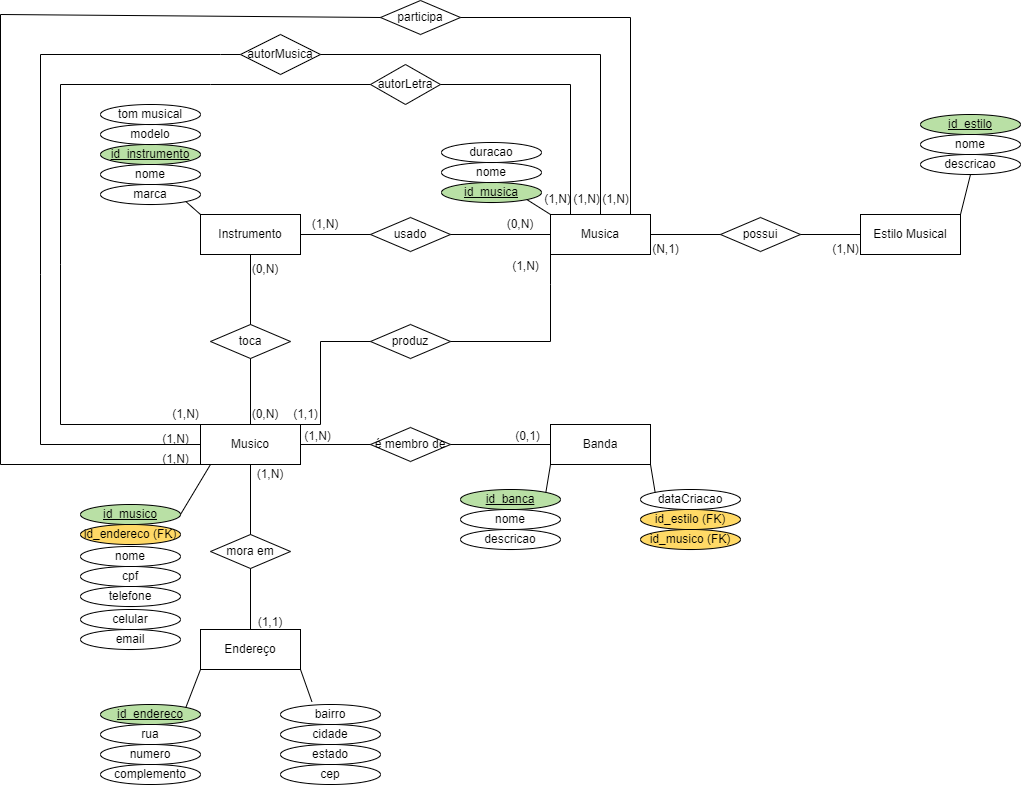 participa
autorMusica
autorLetra
tom musical
modelo
id_instrumento
nome
marca
duracao
nome
id_musica
id_estilo
nome
descricao
(1,N)
(1,N)
(1,N)
Instrumento
(1,N)
usado
(0,N)
Musica
(N,1)
possui
(1,N)
Estilo Musical
(0,N)
(1,N)
toca
produz
(1,N)
(0,N)
(1,1)
(1,N)
(1,N)
Musico
(1,N)
é membro de
(0,1)
Banda
(1,N)
id_musico
id_endereco (FK)
nome
cpf
telefone
celular
email
id_banca
nome
descricao
dataCriacao
id_estilo (FK)
id_musico (FK)
mora em
(1,1)
Endereço
id_endereco
rua
numero
complemento
bairro
cidade
estado
cep